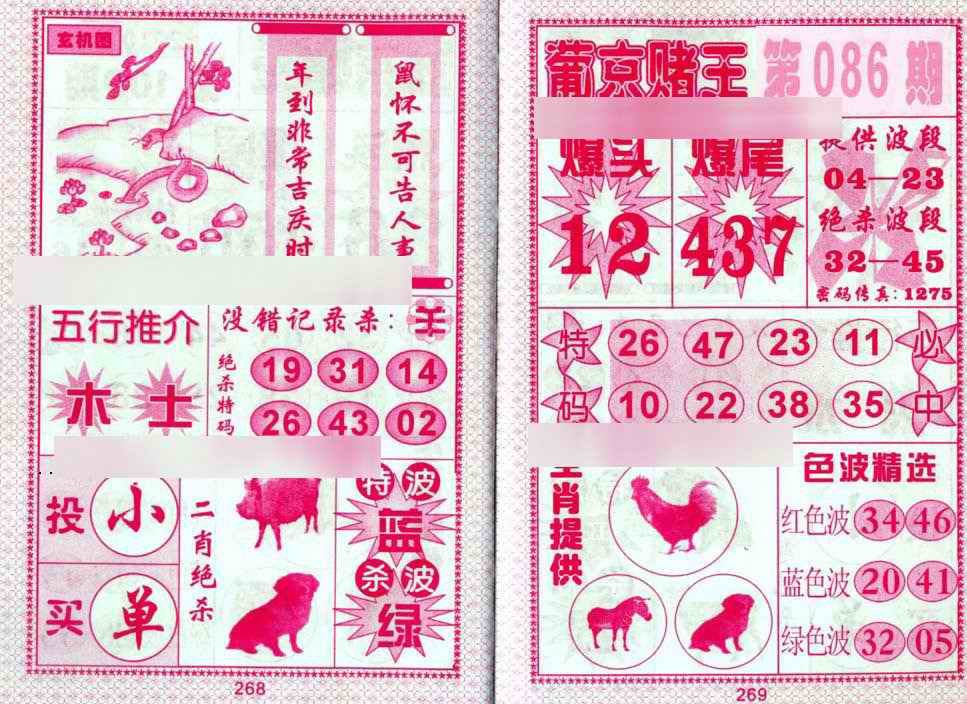 玄机图
鼠怀不可告人事
年到非常吉庆时
五行推介
木 土
没错记录杀：羊
绝杀特码
19 31 14
26 43 02
投 小
买 单
二肖绝杀
特波
蓝
杀波
绿
268
葡京赌王 第086期
爆头 爆尾
12 437
提供波段
04—23
绝杀波段
32—45
密码传真：1275
特码
26 47 23 11
10 22 38 35
必中
生肖提供
色波精选
红色波 34 46
蓝色波 20 41
绿色波 32 05
269